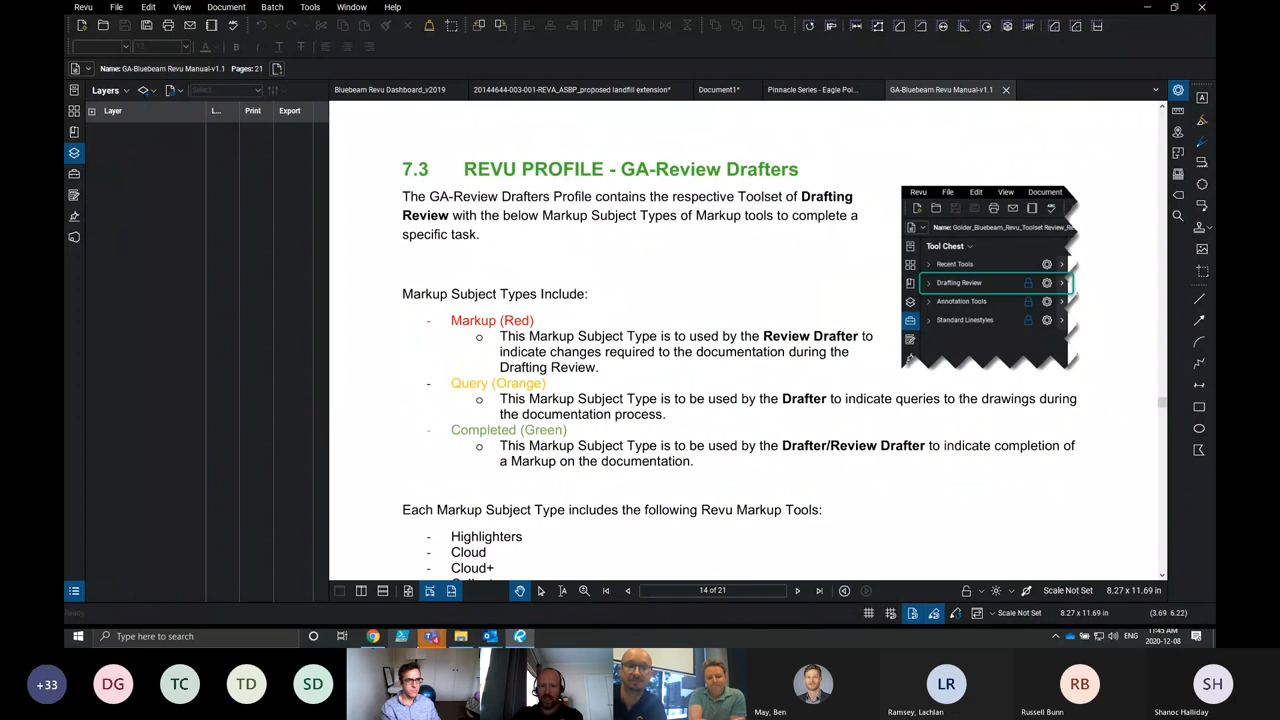 Revu File Edit View Document Batch Tools Window Help
Name: GA-Bluebeam Revu Manual-v1.1 Pages: 21
Layers Select
Bluebeam Revu Dashboard_v2019 20144644-003-001-REVA_ASBP_proposed landfill extension* Document1* Pinnacle Series - Eagle Poi... GA-Bluebeam Revu Manual-v1.1
Layer L... Print Export
7.3 REVU PROFILE - GA-Review Drafters
The GA-Review Drafters Profile contains the respective Toolset of Drafting
Review with the below Markup Subject Types of Markup tools to complete a
specific task.
Revu File Edit View Document
Name: Golder_Bluebeam_Revu_Toolset Review_Re
Tool Chest
Recent Tools
Drafting Review
Annotation Tools
Standard Linestyles
Markup Subject Types Include:
- Markup (Red)
o This Markup Subject Type is to used by the Review Drafter to
indicate changes required to the documentation during the
Drafting Review.
- Query (Orange)
o This Markup Subject Type is to be used by the Drafter to indicate queries to the drawings during
the documentation process.
- Completed (Green)
o This Markup Subject Type is to be used by the Drafter/Review Drafter to indicate completion of
a Markup on the documentation.
Each Markup Subject Type includes the following Revu Markup Tools:
- Highlighters
- Cloud
- Cloud+
14 of 21 Scale Not Set 8.27 x 11.69 in
Ready Scale Not Set 8.27 x 11.69 in (3.69 6.22)
Type here to search ENG 11:45 AM
2020-12-08
+33 DG TC TD SD LR RB SH
May, Ben Ramsey, Lachlan Russell Bunn Shanoc Halliday